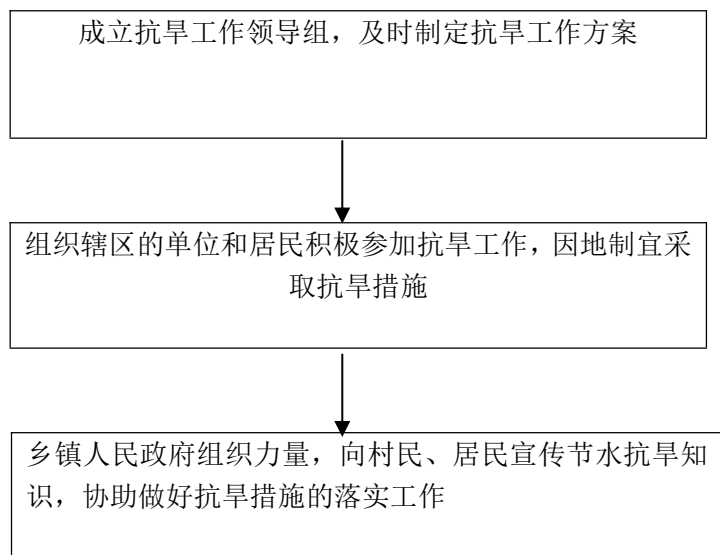 成立抗旱工作领导组，及时制定抗旱工作方案
组织辖区的单位和居民积极参加抗旱工作，因地制宜采
取抗旱措施
乡镇人民政府组织力量，向村民、居民宣传节水抗旱知
识，协助做好抗旱措施的落实工作